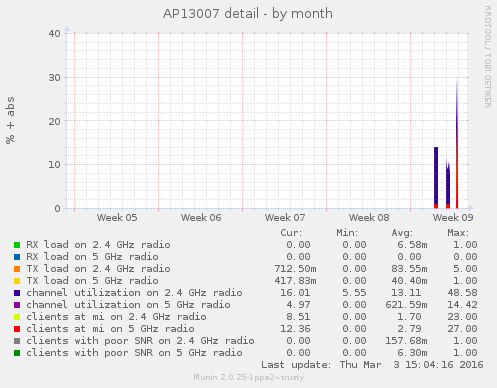 AP13007 detail - by month
RRDTOOL / TOBI OETIKER
% + abs
40
30
20
10
0
Week 05 Week 06 Week 07 Week 08 Week 09
Cur: Min: Avg: Max:
RX load on 2.4 GHz radio 0.00 0.00 6.58m 1.00
RX load on 5 GHz radio 0.00 0.00 0.00 0.00
TX load on 2.4 GHz radio 712.50m 0.00 83.55m 5.00
TX load on 5 GHz radio 417.83m 0.00 40.40m 1.00
channel utilization on 2.4 GHz radio 16.01 5.55 13.11 48.58
channel utilization on 5 GHz radio 4.97 0.00 621.59m 14.42
clients at mi on 2.4 GHz radio 8.51 0.00 1.70 23.00
clients at mi on 5 GHz radio 12.36 0.00 2.79 27.00
clients with poor SNR on 2.4 GHz radio 0.00 0.00 157.68m 1.00
clients with poor SNR on 5 GHz radio 0.00 0.00 6.30m 1.00
Last update: Thu Mar 3 15:04:16 2016
Munin 2.0.25-1ppa2~trusty